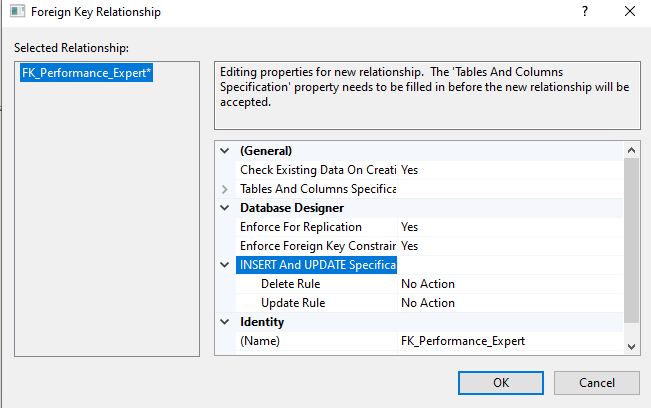 Foreign Key Relationship
Selected Relationship:
FK_Performance_Expert*
Editing properties for new relationship. The 'Tables And Columns
Specification' property needs to be filled in before the new relationship will be
accepted.
(General)
Check Existing Data On Creati Yes
Tables And Columns Specifica
Database Designer
Enforce For Replication Yes
Enforce Foreign Key Constrain Yes
INSERT And UPDATE Specifica
Delete Rule No Action
Update Rule No Action
Identity
(Name) FK_Performance_Expert
OK Cancel